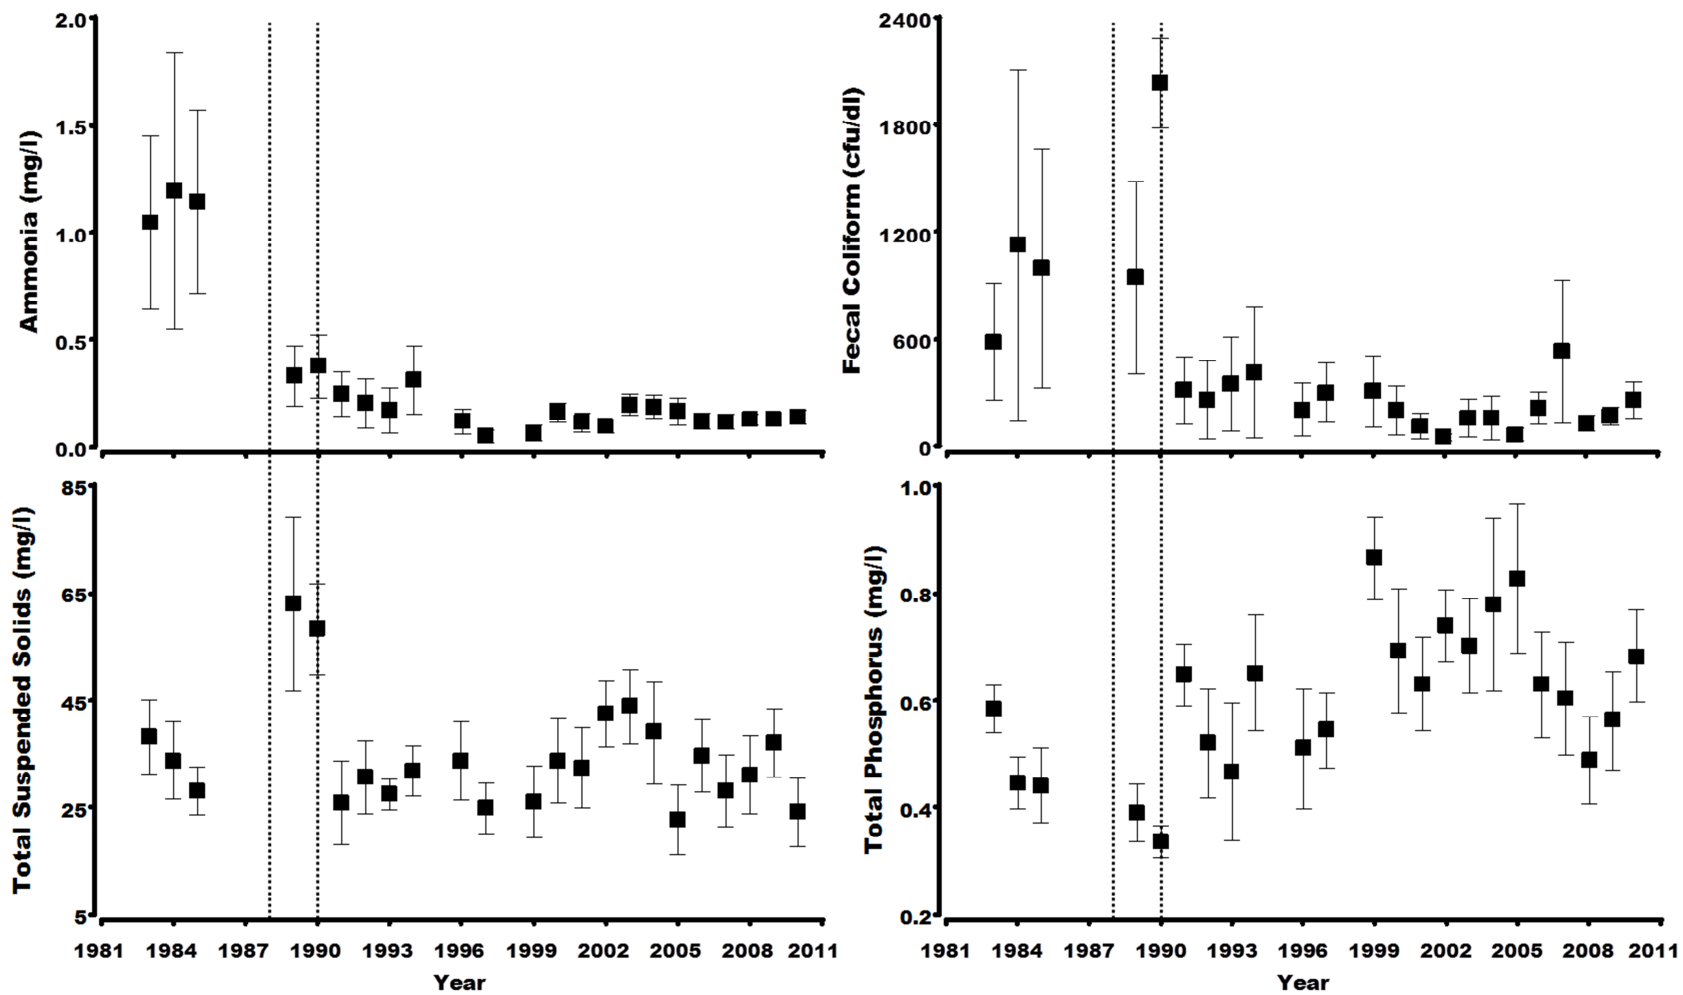 2.0
1.5
1.0
0.5
0.0
Ammonia (mg/l)
2400
1800
1200
600
0
Fecal Coliform (cfu/dl)
85
65
45
25
5
Total Suspended Solids (mg/l)
1981 1984 1987 1990 1993 1996 1999 2002 2005 2008 2011
Year
1.0
0.8
0.6
0.4
0.2
Total Phosphorus (mg/l)
1981 1984 1987 1990 1993 1996 1999 2002 2005 2008 2011
Year